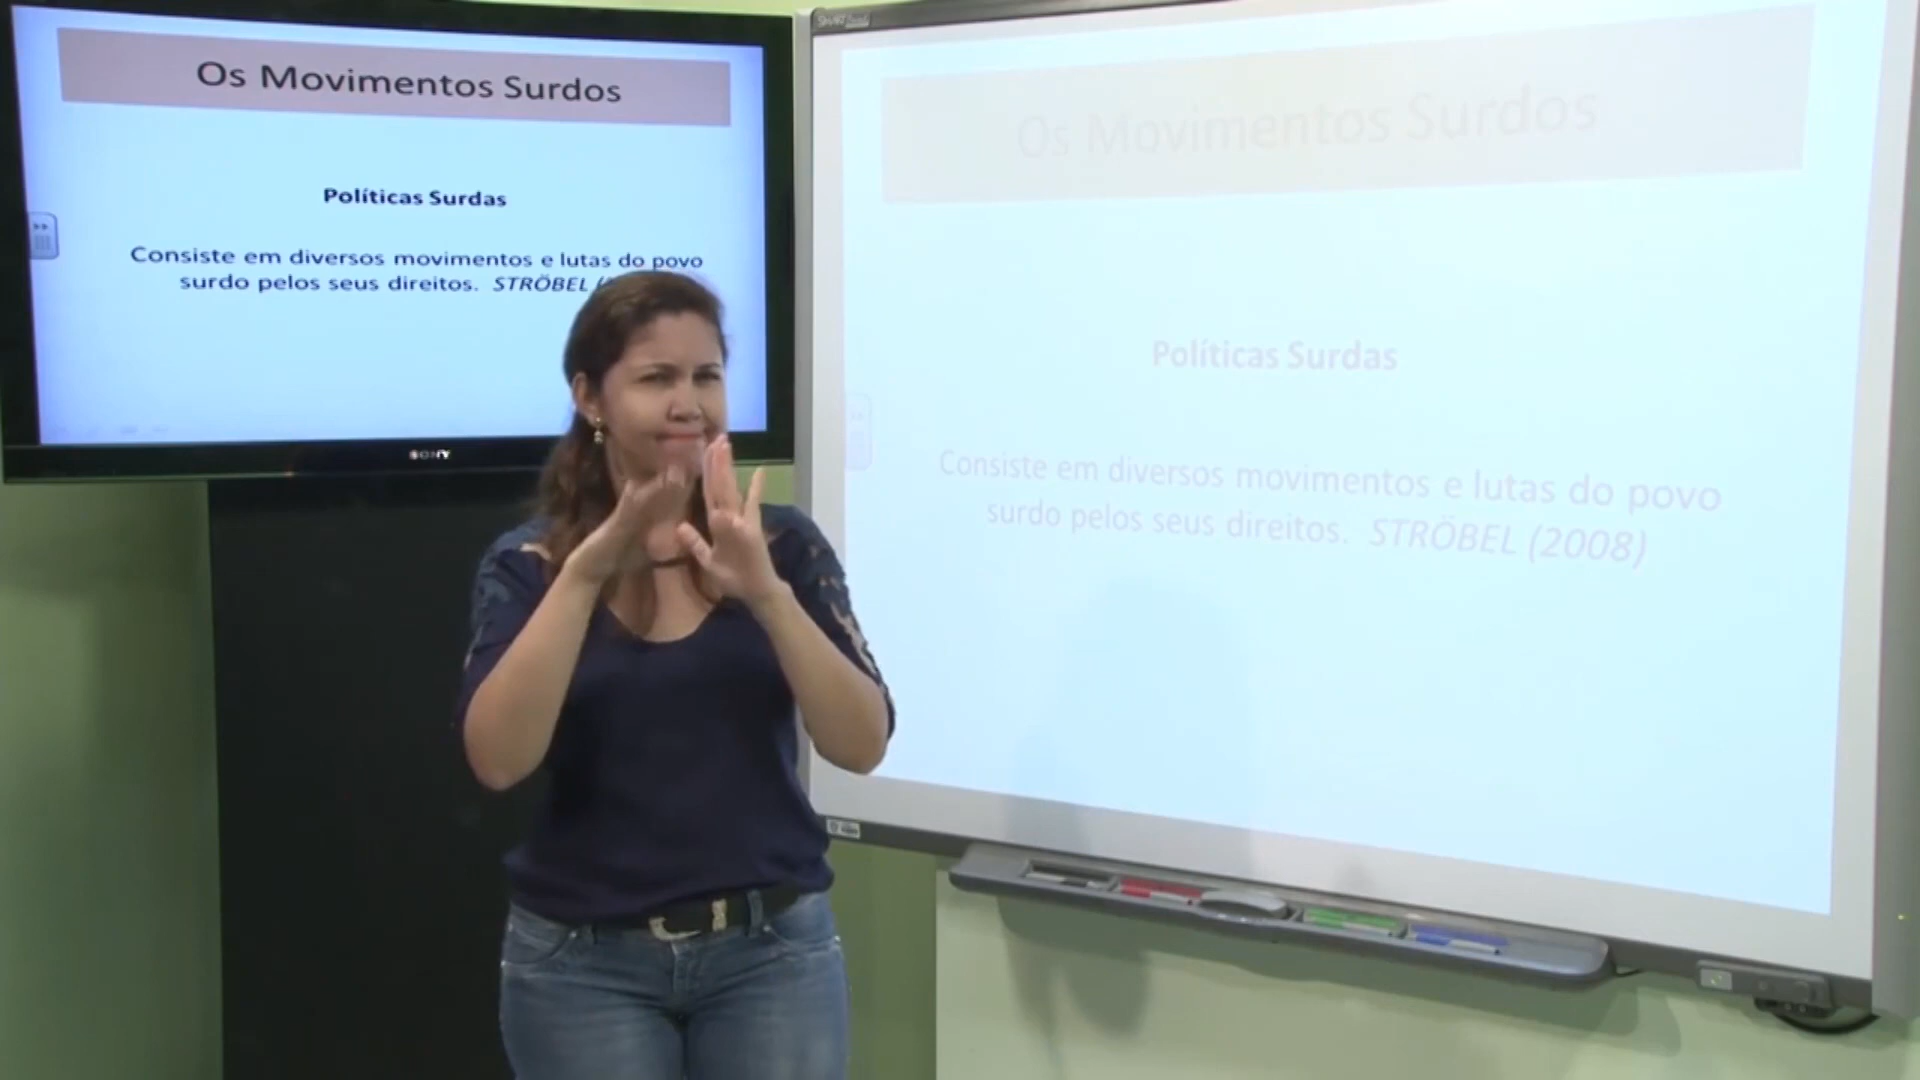 Os Movimentos Surdos
Políticas Surdas
Consiste em diversos movimentos e lutas do povo
surdo pelos seus direitos. STRÖBEL
SONY
Os Movimentos Surdos
Políticas Surdas
Consiste em diversos movimentos e lutas do povo
surdo pelos seus direitos. STRÖBEL (2008)